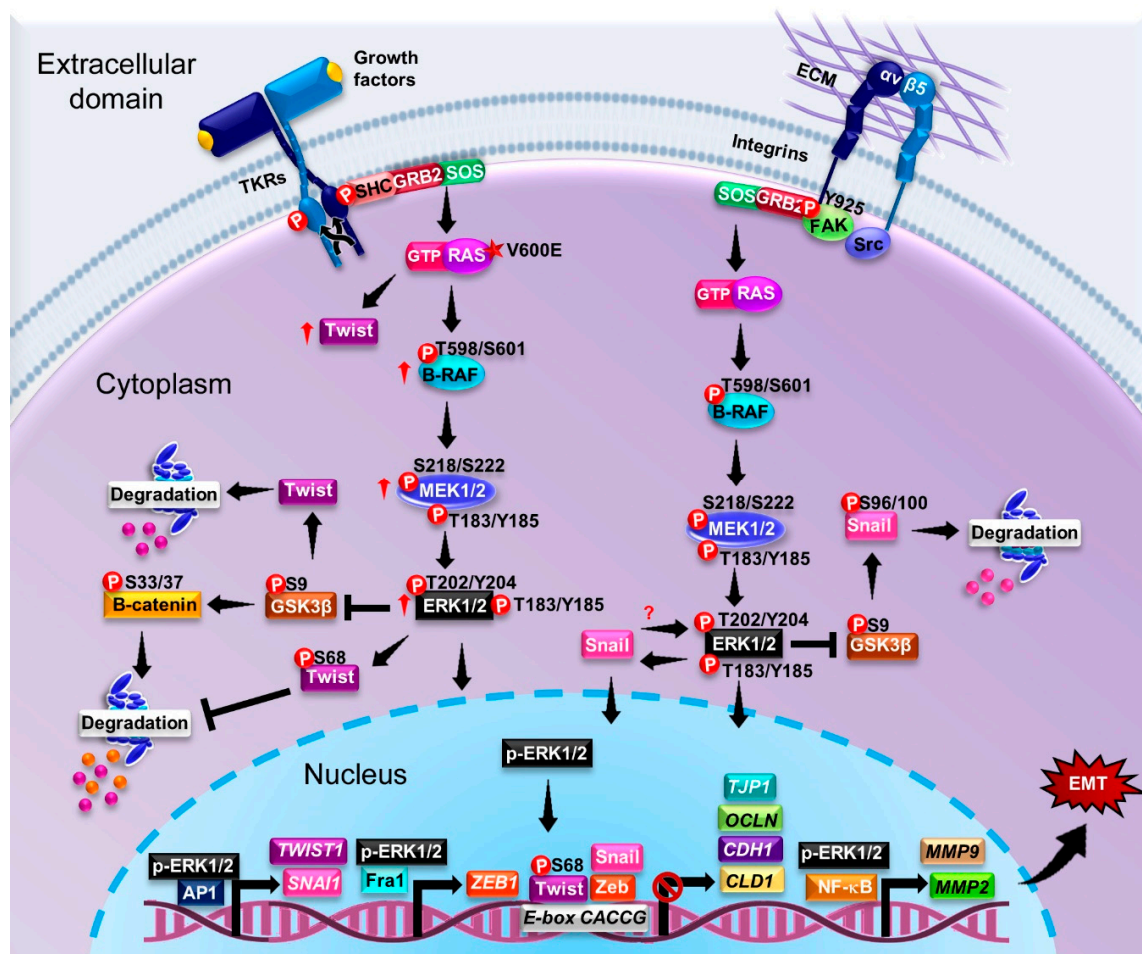 Extracellular
domain
Growth
factors
TKRs
P
P
SHC
GRB2
SOS
GTP
RAS
V600E
Twist
P
T598/S601
B-RAF
Cytoplasm
S218/S222
P
MEK1/2
P
T183/Y185
Degradation
Twist
P
S33/37
B-catenin
P
S9
GSK3β
P
T202/Y204
ERK1/2
P
T183/Y185
P
S68
Twist
Degradation
ECM
αv
β5
Integrins
SOS
GRB2
P
Y925
FAK
Src
GTP
RAS
P
T598/S601
B-RAF
S218/S222
P
MEK1/2
P
T183/Y185
P
S96/100
Snail
Degradation
?
Snail
P
T202/Y204
ERK1/2
P
T183/Y185
P
S9
GSK3β
Nucleus
p-ERK1/2
EMT
p-ERK1/2
AP1
TWIST1
SNAI1
p-ERK1/2
Fra1
ZEB1
P
S68
Twist
Snail
Zeb
E-box CACCG
TJP1
OCLN
CDH1
CLD1
p-ERK1/2
NF-κB
MMP9
MMP2